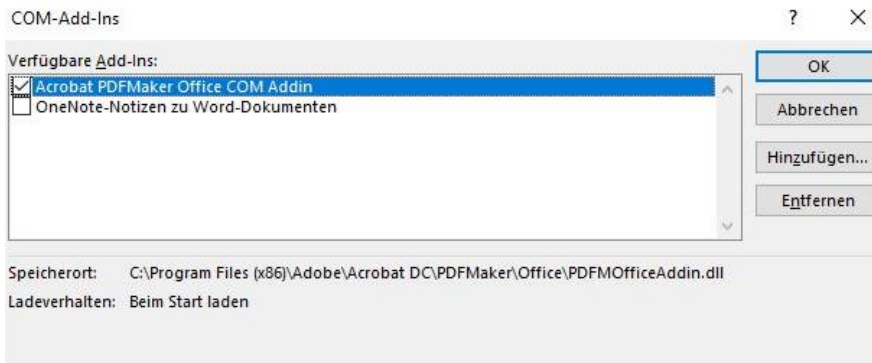 COM-Add-Ins
? X
Verfügbare Add-Ins:
Acrobat PDFMaker Office COM Addin
OneNote-Notizen zu Word-Dokumenten
OK
Abbrechen
Hinzufügen...
Entfernen
Speicherort: C:\Program Files (x86)\Adobe\Acrobat DC\PDFMaker\Office\PDFMOfficeAddin.dll
Ladeverhalten: Beim Start laden